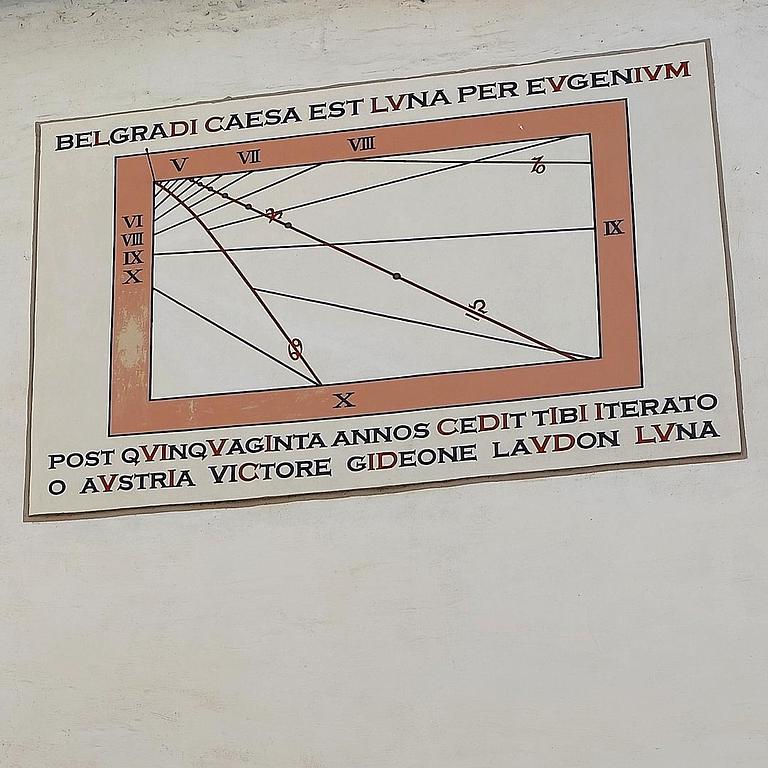 BELGRADI CAESA EST LVNA PER EVGENIVM
V VII VIII
VI
VIII
IX
X
IX
X
♑
♈
♎
♋
POST QVINQVAGINTA ANNOS CEDIT TIBI ITERATO
O AVSTRIA VICTORE GIDEONE LAVDON LVNA